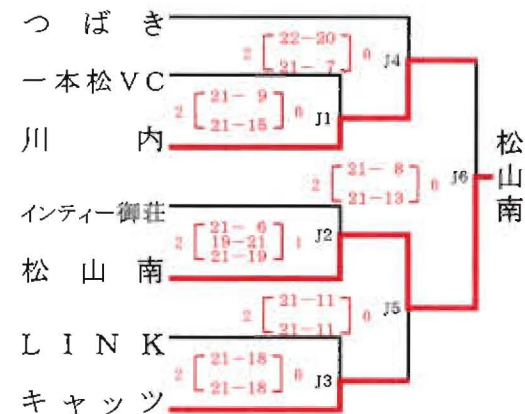 つばき
22-20
2 0
21-7 J4
一本松VC
21-9
2 0 J1
21-15
川内
21-8
2 0 J6
21-13
松山南
インティー御荘
21-6
2 19-21 1 J2
21-19
松山南
21-11
2 0 J5
21-11
LINK
21-18
2 0 J3
21-18
キャッツ